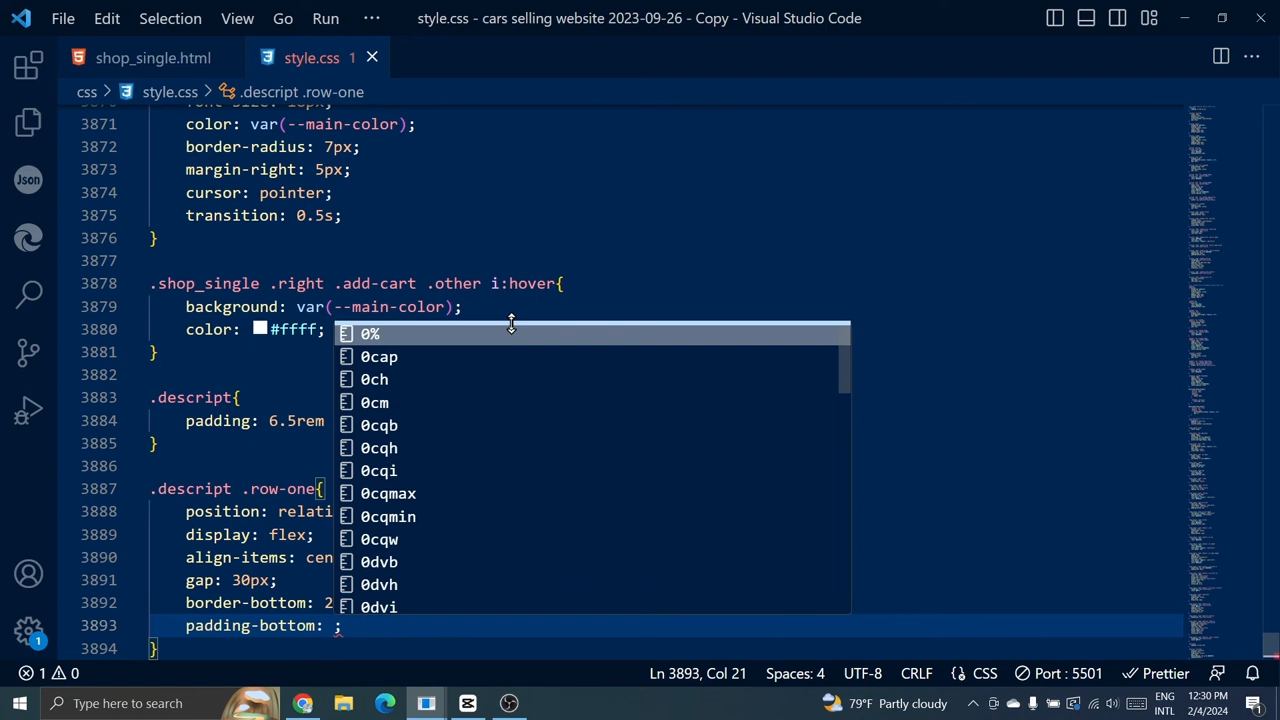 File Edit Selection View Go Run ··· style.css - cars selling website 2023-09-26 - Copy - Visual Studio Code
shop_single.html style.css 1
css > style.css > .descript .row-one
3871 color: var(--main-color);
3872 border-radius: 7px;
3873 margin-right: 5px;
3874 cursor: pointer;
3875 transition: 0.5s;
3876 }
3878 .shop_single .right .add-cart .other i:hover{
3879 background: var(--main-color);
3880 color: #ffff;
0%
3881 }
0cap
3882
0ch
3883 .descript{
0cm
3884 padding: 6.5rem
0cqb
3885 }
0cqh
3886
0cqi
3887 .descript .row-one{
0cqmax
3888 position: relati
0cqmin
3889 display: flex;
0cqw
3890 align-items: cen
0dvb
3891 gap: 30px;
0dvh
3892 border-bottom: 2
0dvi
3893 padding-bottom: ;
3894 }
1 0 Ln 3893, Col 21 Spaces: 4 UTF-8 CRLF {} CSS Port : 5501 Prettier
Type here to search 79°F Partly cloudy ENG INTL 12:30 PM 2/4/2024
Json
1